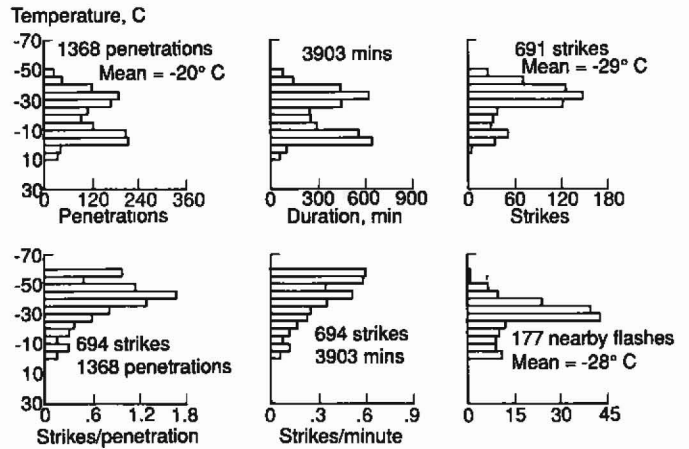 Temperature, C
-70
-50
-30
-10
10
30
1368 penetrations
Mean = -20° C
0 120 240 360
Penetrations
3903 mins
0 300 600 900
Duration, min
691 strikes
Mean = -29° C
0 60 120 180
Strikes
-70
-50
-30
-10
10
30
694 strikes
1368 penetrations
0 .6 1.2 1.8
Strikes/penetration
694 strikes
3903 mins
0 .3 .6 .9
Strikes/minute
177 nearby flashes
Mean = -28° C
0 15 30 45